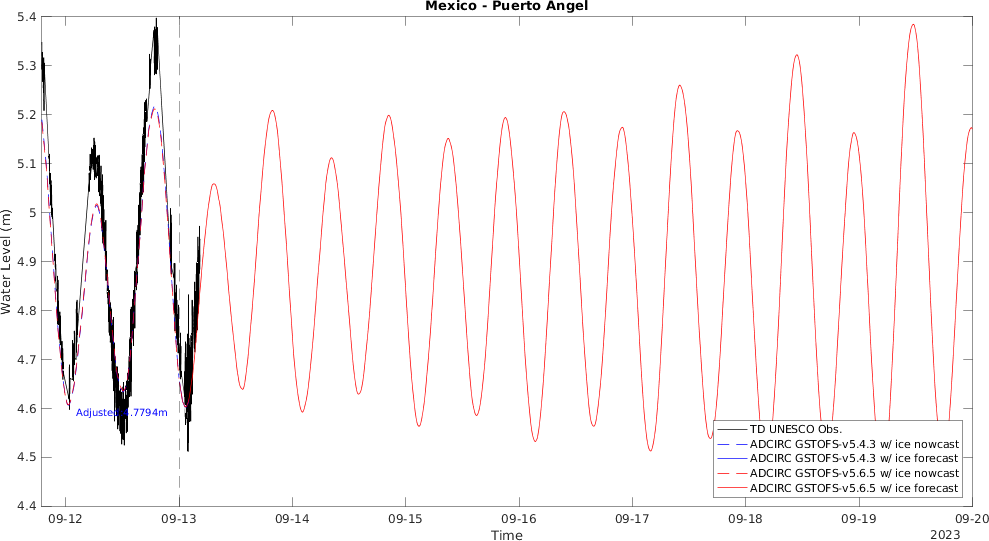 Mexico - Puerto Angel
5.4
5.3
5.2
5.1
5
4.9
4.8
4.7
4.6
4.5
4.4
Water Level (m)
TD UNESCO Obs.
ADCIRC GSTOFS-v5.4.3 w/ ice nowcast
ADCIRC GSTOFS-v5.4.3 w/ ice forecast
ADCIRC GSTOFS-v5.6.5 w/ ice nowcast
ADCIRC GSTOFS-v5.6.5 w/ ice forecast
09-12 09-13 09-14 09-15 09-16 09-17 09-18 09-19 09-20
Time
2023